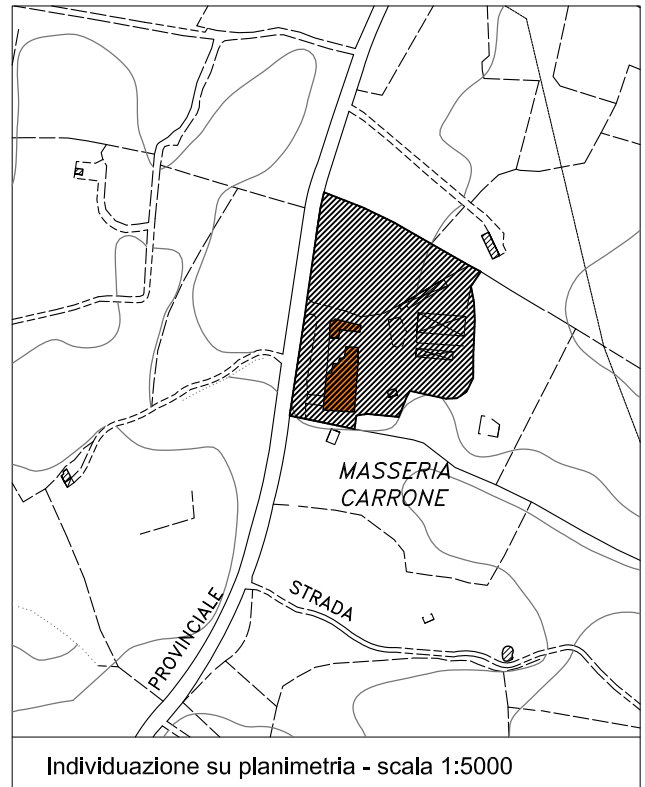 MASSERIA
CARRONE
STRADA
PROVINCIALE
Individuazione su planimetria - scala 1:5000